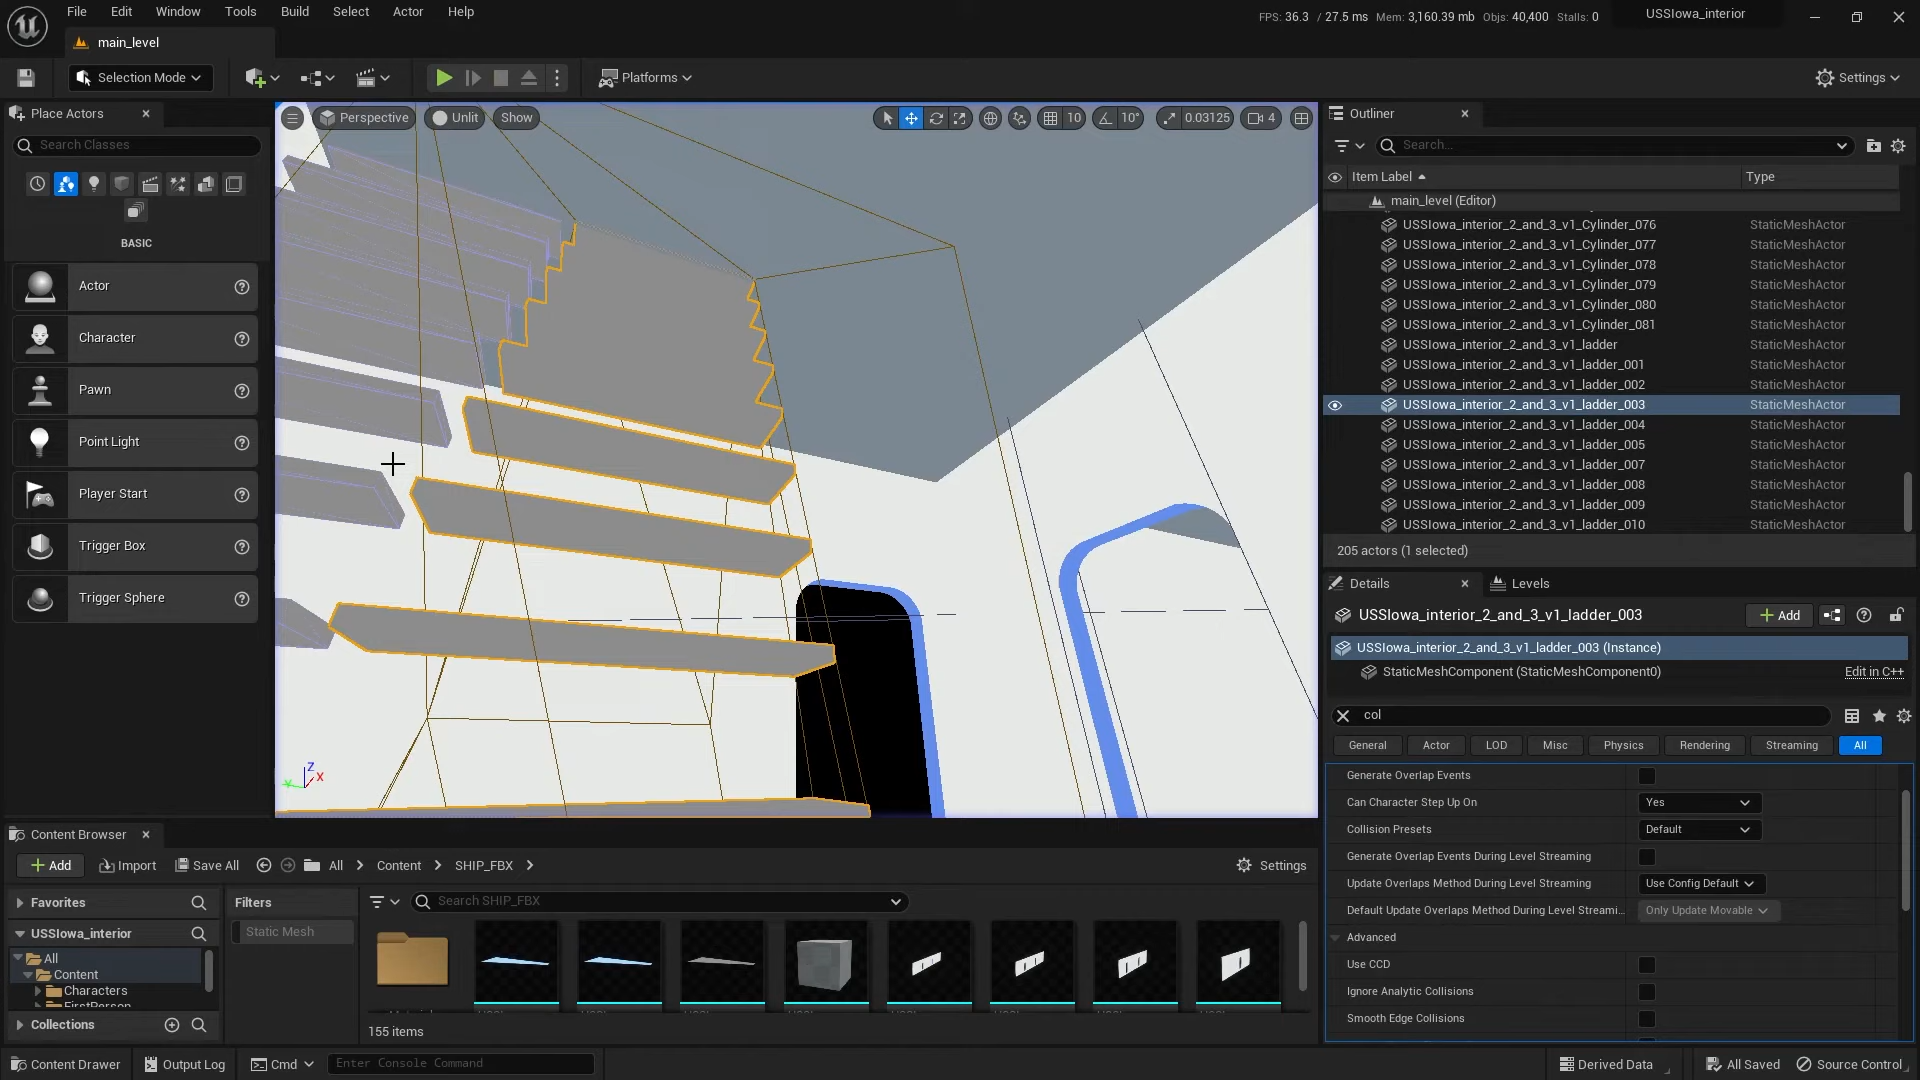 File Edit Window Tools Build Select Actor Help
FPS: 36.3 / 27.5 ms Mem: 3,160.39 mb Objs: 40,400 Stalls: 0
USSIowa_interior
main_level
Selection Mode
Platforms
Settings
Place Actors
Search Classes
BASIC
Actor
Character
Pawn
Point Light
Player Start
Trigger Box
Trigger Sphere
Perspective Unlit Show
10 10° 0.03125 4
Z
X
Y
Outliner
Search...
Item Label Type
main_level (Editor)
USSIowa_interior_2_and_3_v1_Cylinder_076 StaticMeshActor
USSIowa_interior_2_and_3_v1_Cylinder_077 StaticMeshActor
USSIowa_interior_2_and_3_v1_Cylinder_078 StaticMeshActor
USSIowa_interior_2_and_3_v1_Cylinder_079 StaticMeshActor
USSIowa_interior_2_and_3_v1_Cylinder_080 StaticMeshActor
USSIowa_interior_2_and_3_v1_Cylinder_081 StaticMeshActor
USSIowa_interior_2_and_3_v1_ladder StaticMeshActor
USSIowa_interior_2_and_3_v1_ladder_001 StaticMeshActor
USSIowa_interior_2_and_3_v1_ladder_002 StaticMeshActor
USSIowa_interior_2_and_3_v1_ladder_003 StaticMeshActor
USSIowa_interior_2_and_3_v1_ladder_004 StaticMeshActor
USSIowa_interior_2_and_3_v1_ladder_005 StaticMeshActor
USSIowa_interior_2_and_3_v1_ladder_007 StaticMeshActor
USSIowa_interior_2_and_3_v1_ladder_008 StaticMeshActor
USSIowa_interior_2_and_3_v1_ladder_009 StaticMeshActor
USSIowa_interior_2_and_3_v1_ladder_010 StaticMeshActor
205 actors (1 selected)
Details Levels
USSIowa_interior_2_and_3_v1_ladder_003 Add
USSIowa_interior_2_and_3_v1_ladder_003 (Instance)
StaticMeshComponent (StaticMeshComponent0) Edit in C++
col
General Actor LOD Misc Physics Rendering Streaming All
Generate Overlap Events
Can Character Step Up On Yes
Collision Presets Default
Generate Overlap Events During Level Streaming
Update Overlaps Method During Level Streaming Use Config Default
Default Update Overlaps Method During Level Streami... Only Update Movable
Advanced
Use CCD
Ignore Analytic Collisions
Smooth Edge Collisions
Content Browser
Add Import Save All All Content SHIP_FBX Settings
Favorites
USSIowa_interior
All
Content
Characters
FirstPerson
Collections
Filters
Static Mesh
Search SHIP_FBX
155 items
Content Drawer Output Log Cmd Enter Console Command Derived Data All Saved Source Control